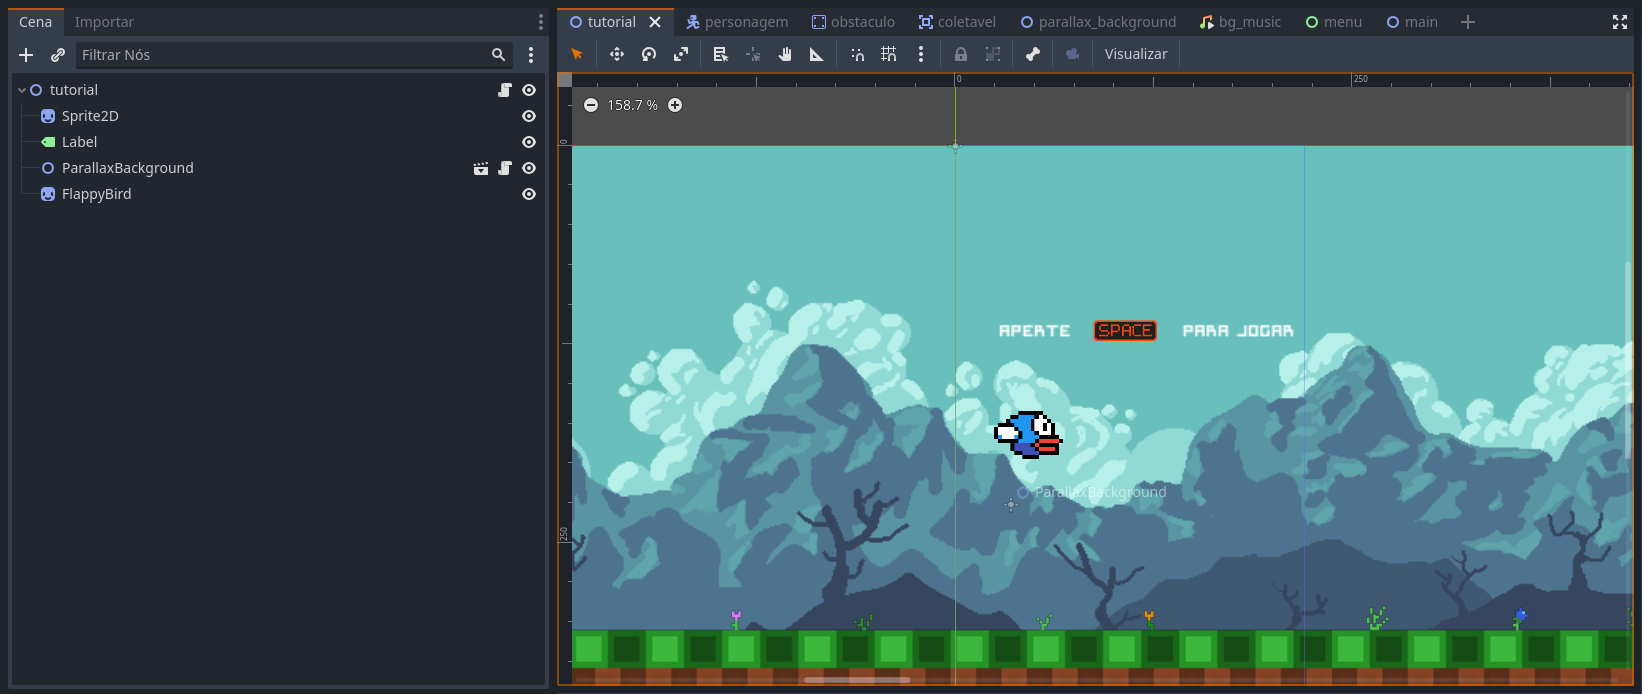 Cena Importar
tutorial personagem obstaculo coletavel parallax_background bg_music menu main
Filtrar Nós
Visualizar
0 250
tutorial
Sprite2D
Label
ParallaxBackground
FlappyBird
158.7 %
0
APERTE SPACE PARA JOGAR
ParallaxBackground
250